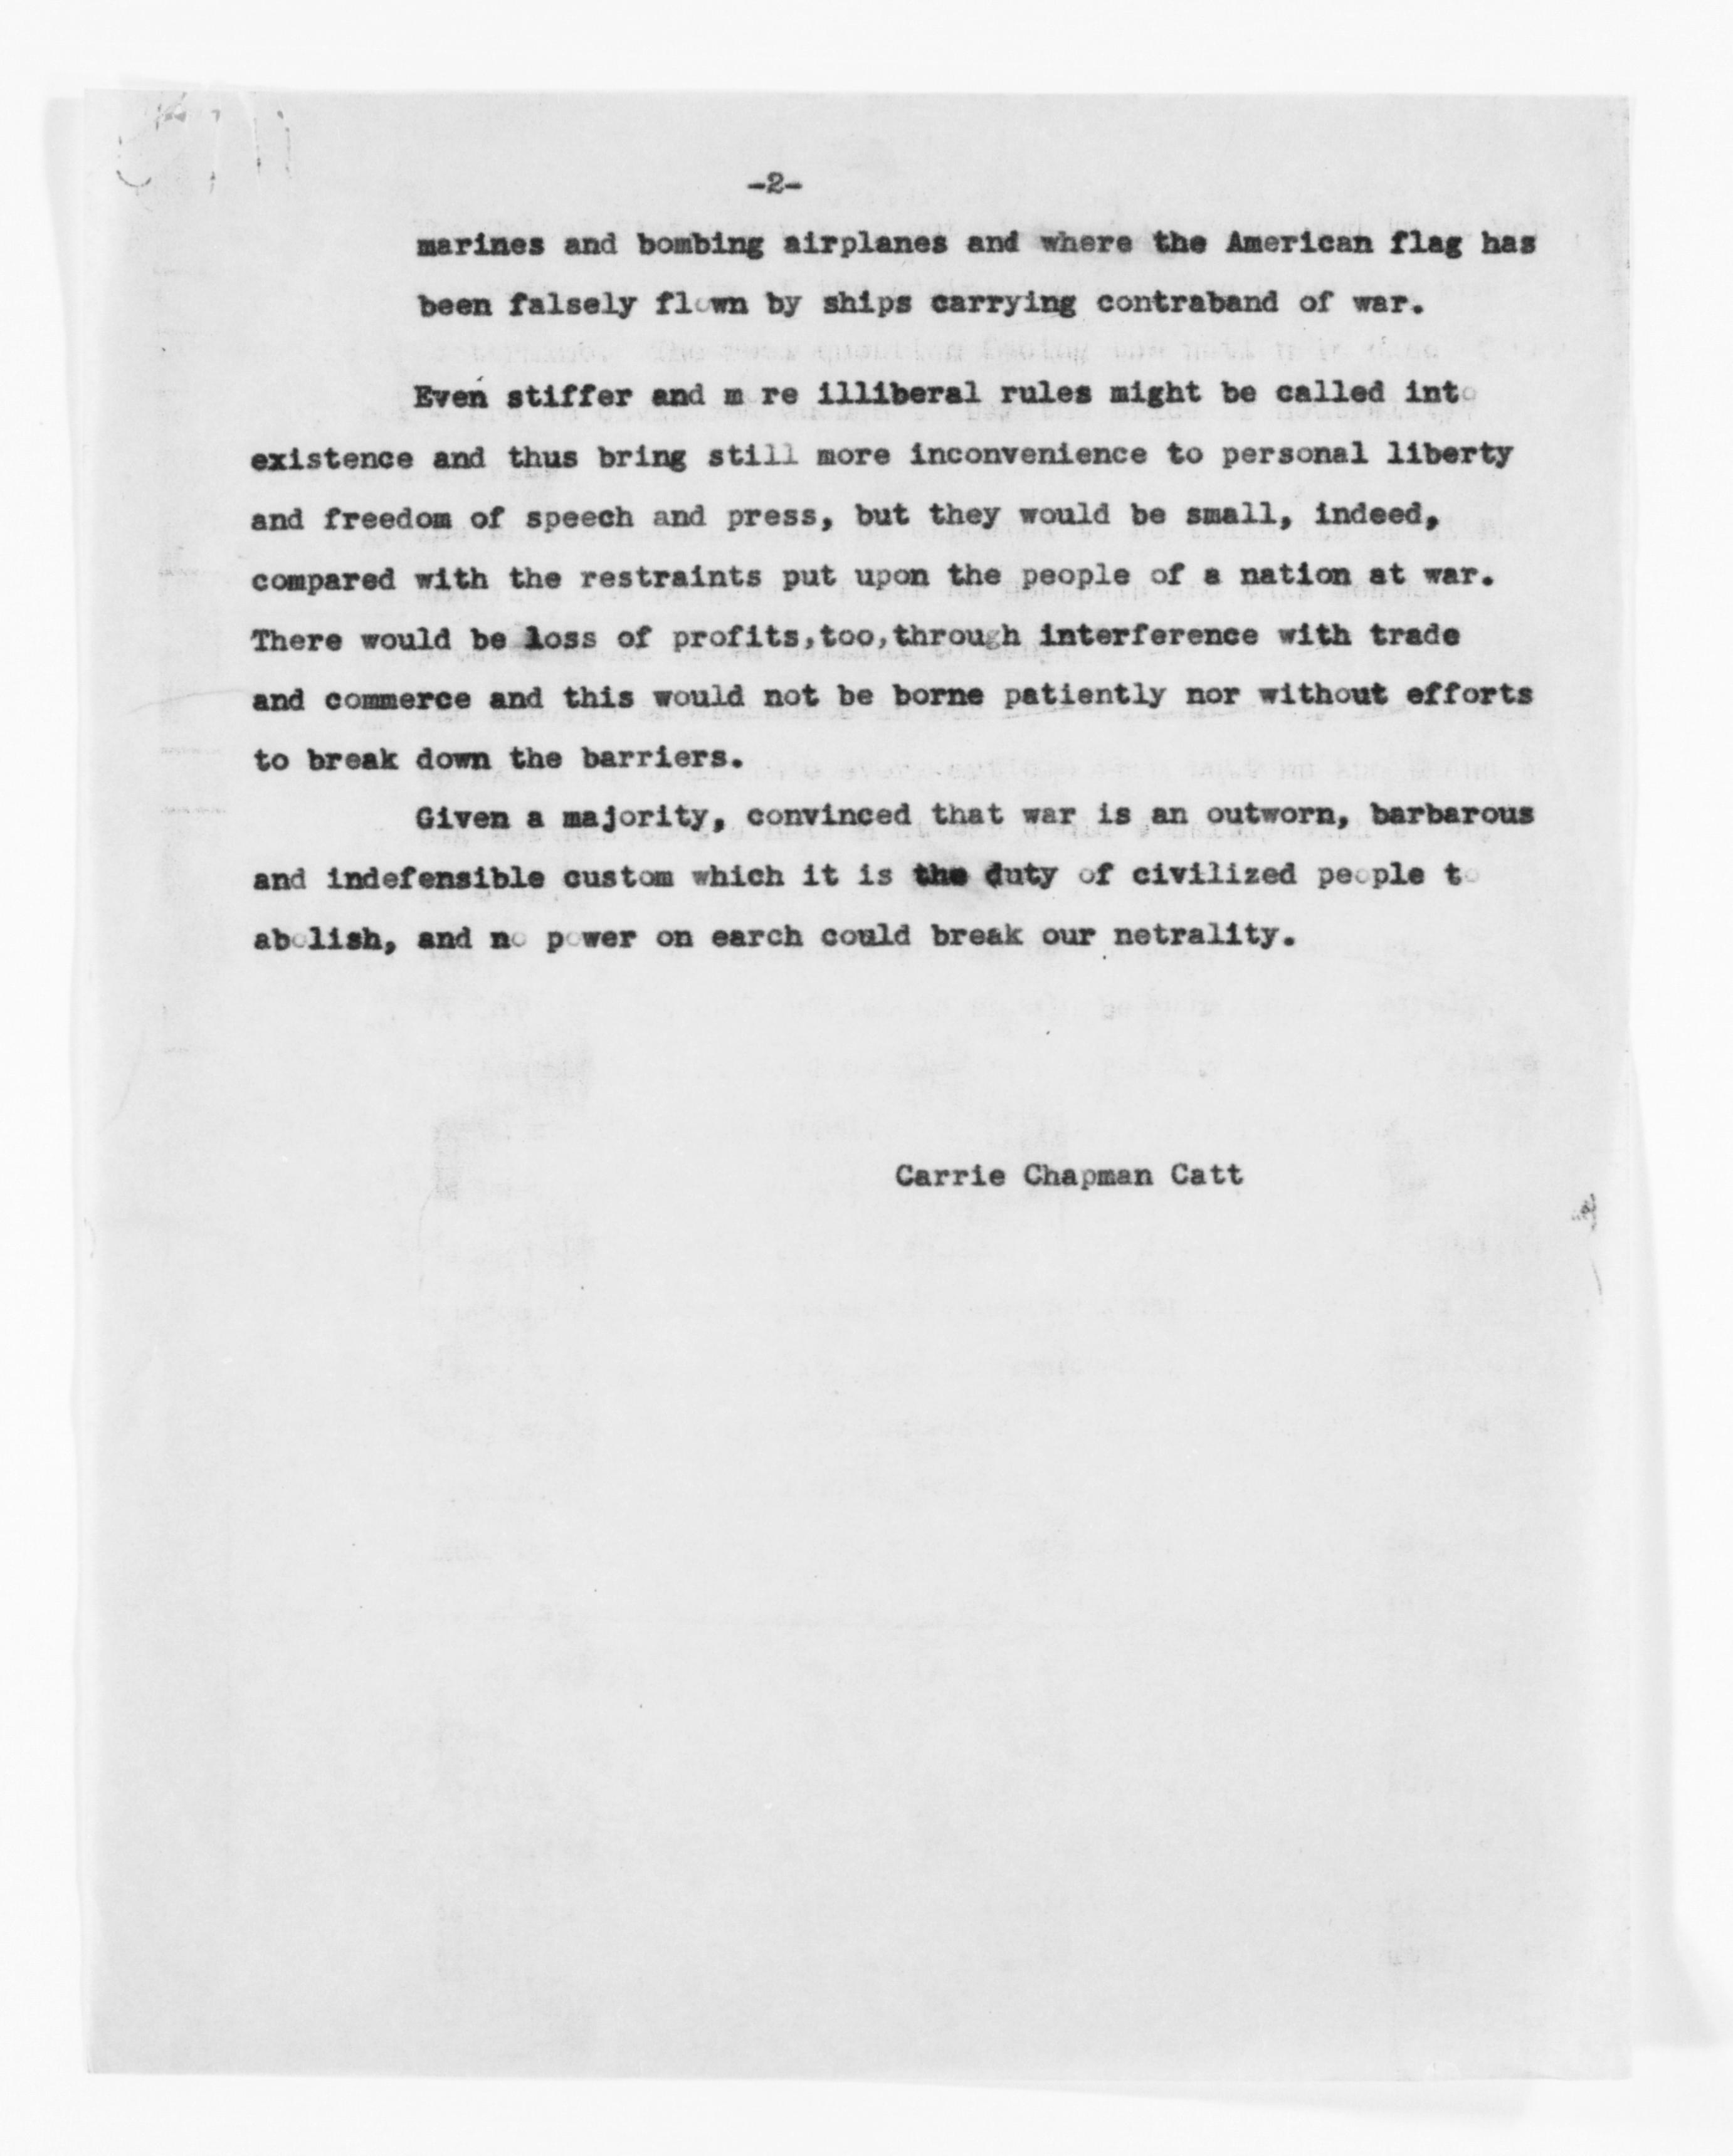 -2-
marines and bombing airplanes and where the American flag has
been falsely flown by ships carrying contraband of war.
Even stiffer and more illiberal rules might be called into
existence and thus bring still more inconvenience to personal liberty
and freedom of speech and press, but they would be small, indeed,
compared with the restraints put upon the people of a nation at war.
There would be loss of profits,too,through interference with trade
and commerce and this would not be borne patiently nor without efforts
to break down the barriers.
Given a majority, convinced that war is an outworn, barbarous
and indefensible custom which it is the duty of civilized people to
abolish, and no power on earch could break our netrality.
Carrie Chapman Catt